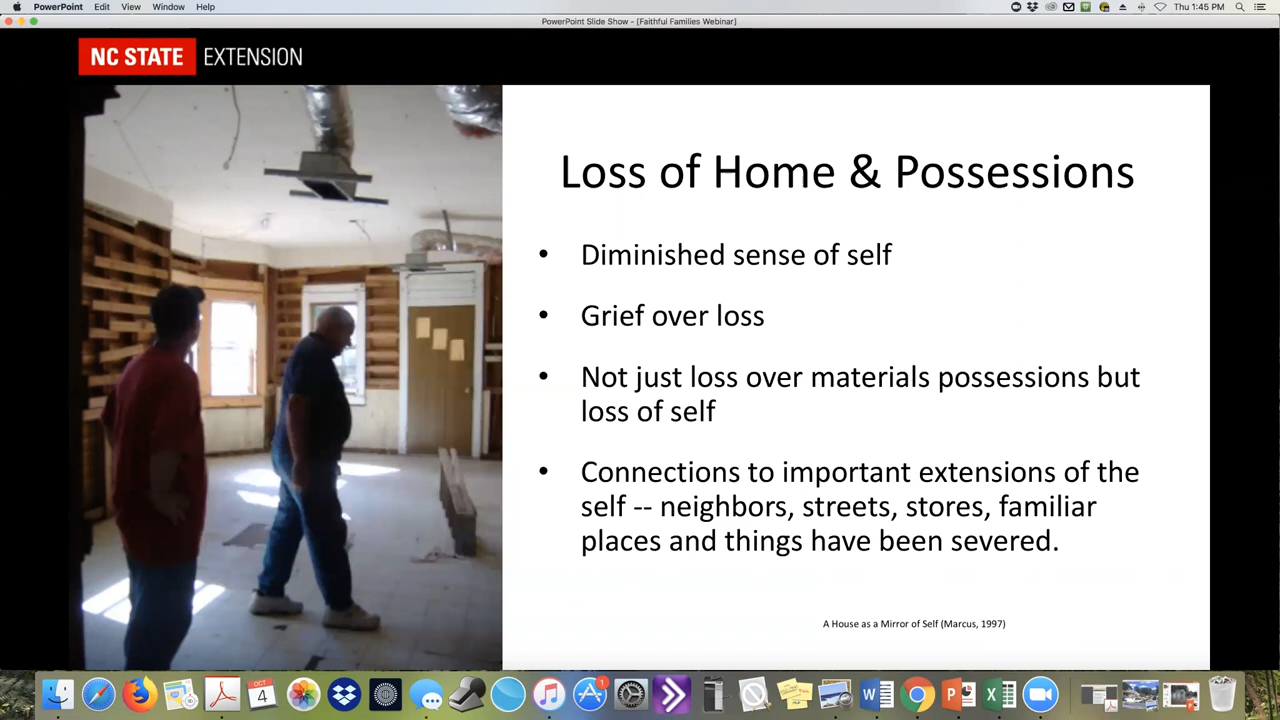 PowerPoint Edit View Window Help Thu 1:45 PM
PowerPoint Slide Show - [Faithful Families Webinar]
NC STATE EXTENSION
Loss of Home & Possessions
• Diminished sense of self
• Grief over loss
• Not just loss over materials possessions but
loss of self
• Connections to important extensions of the
self -- neighbors, streets, stores, familiar
places and things have been severed.
A House as a Mirror of Self (Marcus, 1997)
OCT
4
1